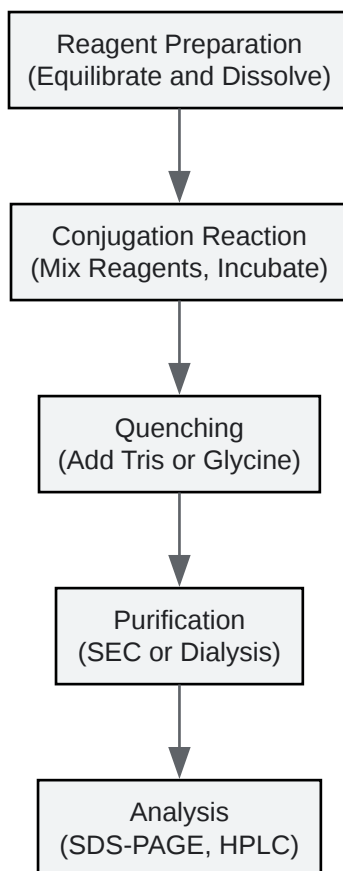 Reagent Preparation
(Equilibrate and Dissolve)
Conjugation Reaction
(Mix Reagents, Incubate)
Quenching
(Add Tris or Glycine)
Purification
(SEC or Dialysis)
Analysis
(SDS-PAGE, HPLC)